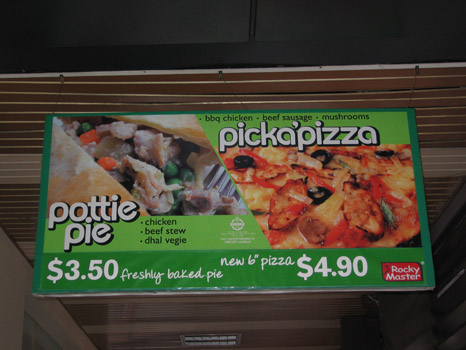 · bbq chicken · beef sausage · mushrooms
picka'pizza
pottie
pie
· chicken
· beef stew
· dhal vegie
$3.50 freshly baked pie
new 6" pizza $4.90
Rocky
Master